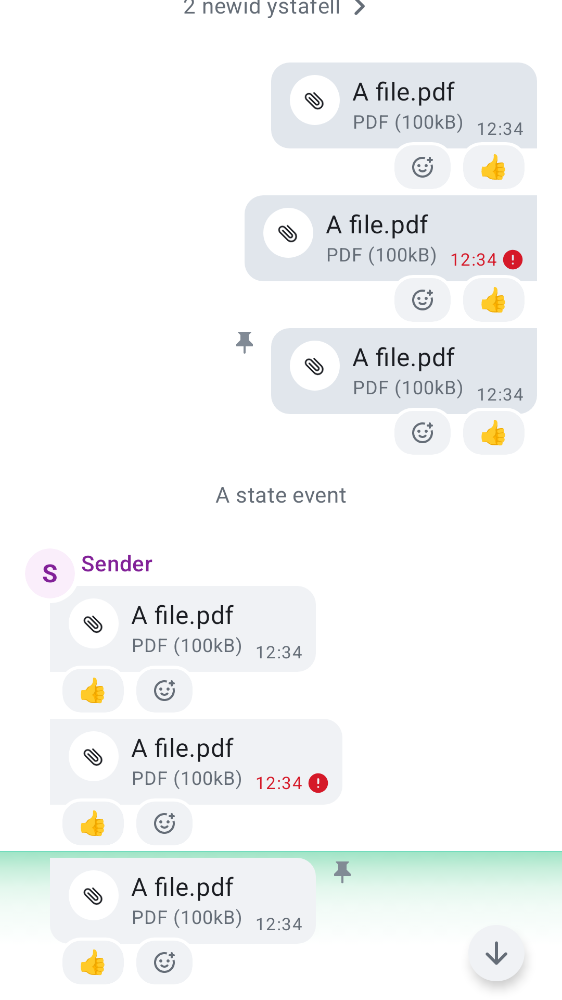 2 newid ystafell
A file.pdf
PDF (100kB) 12:34
👍
A file.pdf
PDF (100kB) 12:34
👍
A file.pdf
PDF (100kB) 12:34
👍
A state event
S Sender
A file.pdf
PDF (100kB) 12:34
👍
A file.pdf
PDF (100kB) 12:34
👍
A file.pdf
PDF (100kB) 12:34
👍